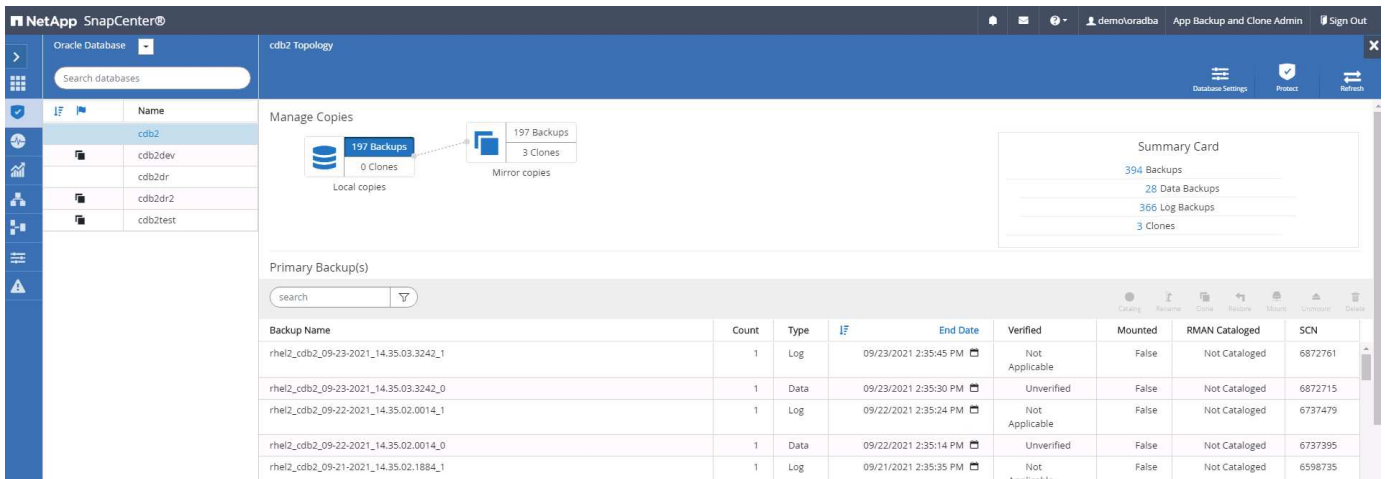 NetApp SnapCenter®
demo\oradba App Backup and Clone Admin Sign Out
Oracle Database
cdb2 Topology
Search databases
Database Settings Protect Refresh
Name
cdb2
cdb2dev
cdb2dr
cdb2dr2
cdb2test
Manage Copies
197 Backups
0 Clones
Local copies
197 Backups
3 Clones
Mirror copies
Summary Card
394 Backups
28 Data Backups
366 Log Backups
3 Clones
Primary Backup(s)
search
Catalog Rename Clone Restore Mount Unmount Delete
Backup Name Count Type End Date Verified Mounted RMAN Cataloged SCN
rhel2_cdb2_09-23-2021_14.35.03.3242_1 1 Log 09/23/2021 2:35:45 PM Not Applicable False Not Cataloged 6872761
rhel2_cdb2_09-23-2021_14.35.03.3242_0 1 Data 09/23/2021 2:35:30 PM Unverified False Not Cataloged 6872715
rhel2_cdb2_09-22-2021_14.35.02.0014_1 1 Log 09/22/2021 2:35:24 PM Not Applicable False Not Cataloged 6737479
rhel2_cdb2_09-22-2021_14.35.02.0014_0 1 Data 09/22/2021 2:35:14 PM Unverified False Not Cataloged 6737395
rhel2_cdb2_09-21-2021_14.35.02.1884_1 1 Log 09/21/2021 2:35:35 PM Not False Not Cataloged 6598735